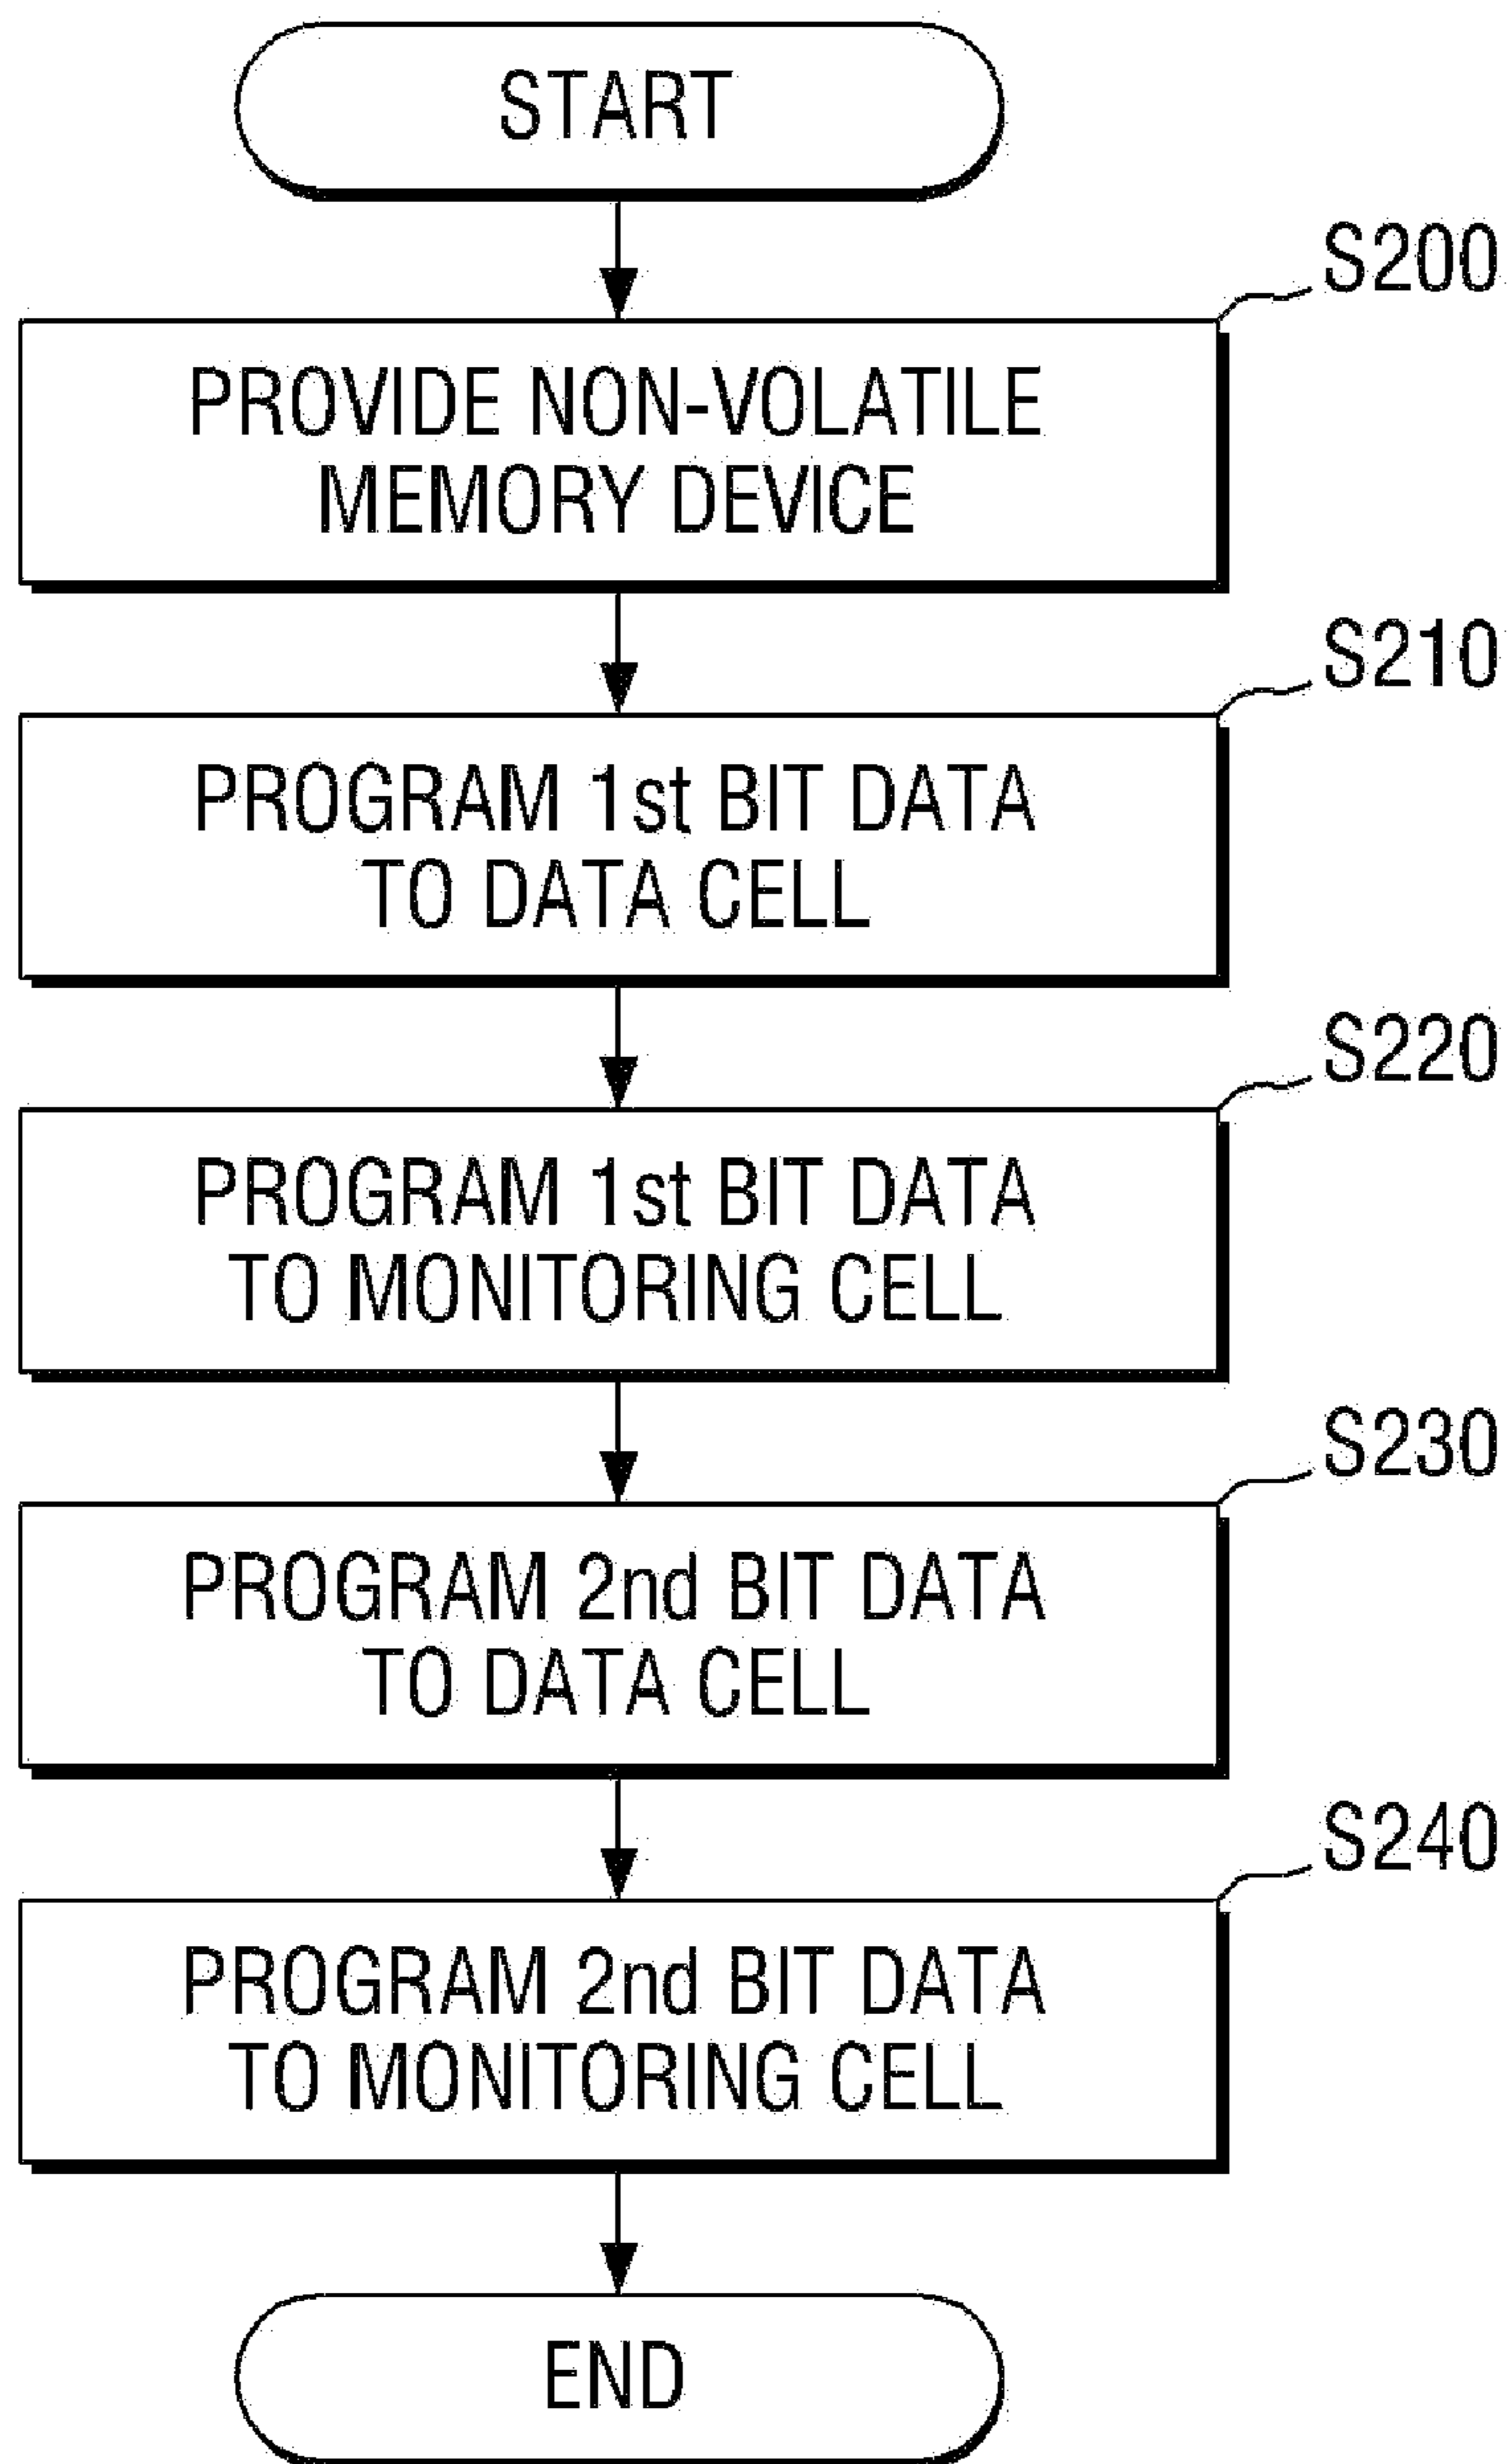 START
S200
PROVIDE NON-VOLATILE
MEMORY DEVICE
S210
PROGRAM 1st BIT DATA
TO DATA CELL
S220
PROGRAM 1st BIT DATA
TO MONITORING CELL
S230
PROGRAM 2nd BIT DATA
TO DATA CELL
S240
PROGRAM 2nd BIT DATA
TO MONITORING CELL
END